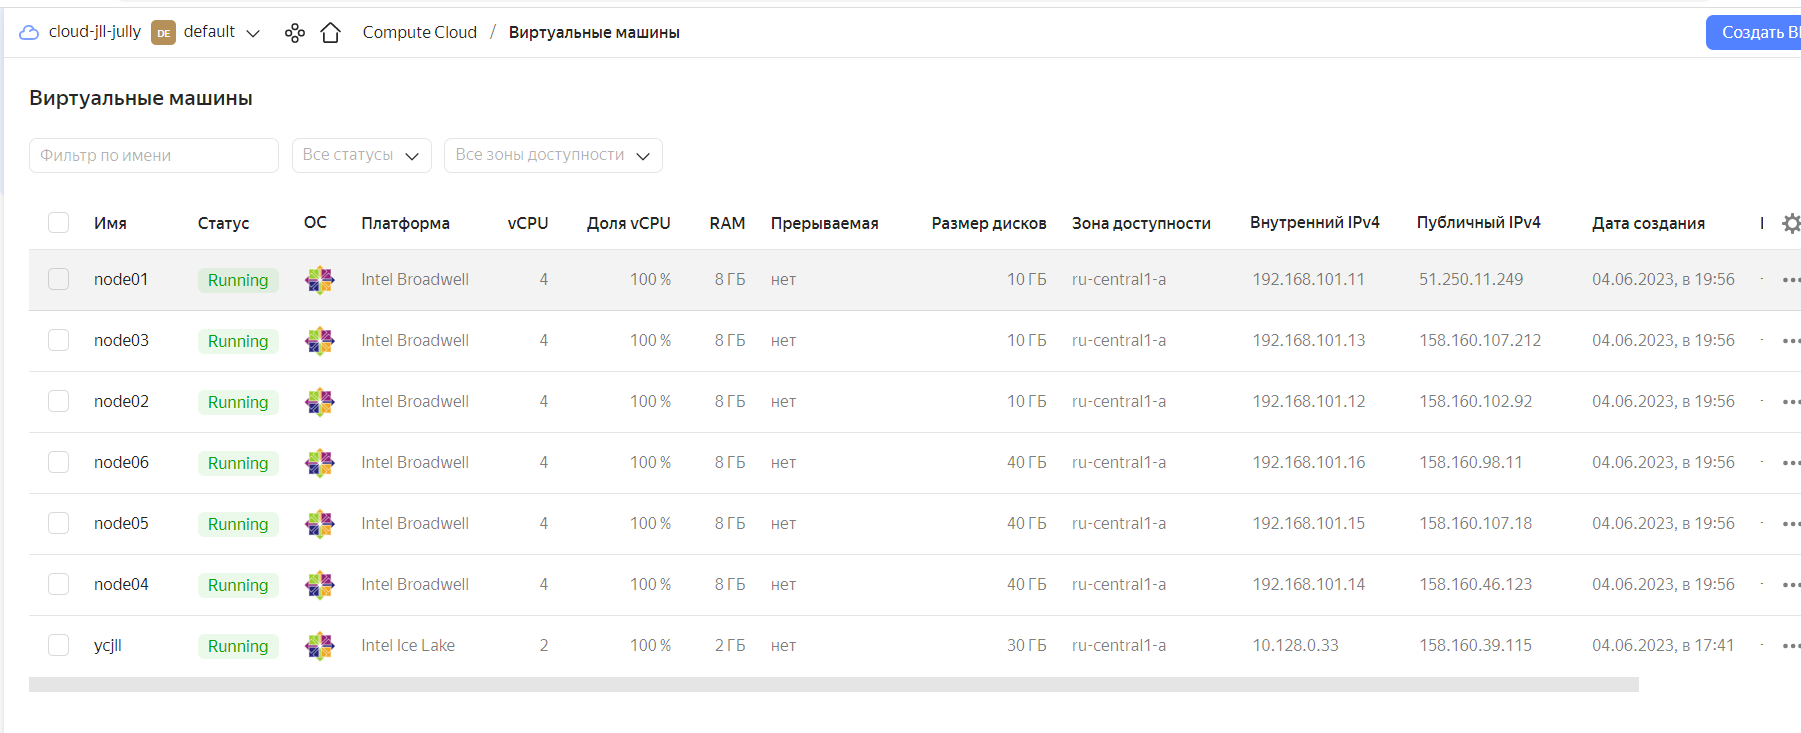 cloud-jll-jully DE default Compute Cloud / Виртуальные машины Создать В
Виртуальные машины
Фильтр по имени Все статусы Все зоны доступности
Имя Статус ОС Платформа vCPU Доля vCPU RAM Прерываемая Размер дисков Зона доступности Внутренний IPv4 Публичный IPv4 Дата создания
node01 Running Intel Broadwell 4 100 % 8 ГБ нет 10 ГБ ru-central1-a 192.168.101.11 51.250.11.249 04.06.2023, в 19:56
node03 Running Intel Broadwell 4 100 % 8 ГБ нет 10 ГБ ru-central1-a 192.168.101.13 158.160.107.212 04.06.2023, в 19:56
node02 Running Intel Broadwell 4 100 % 8 ГБ нет 10 ГБ ru-central1-a 192.168.101.12 158.160.102.92 04.06.2023, в 19:56
node06 Running Intel Broadwell 4 100 % 8 ГБ нет 40 ГБ ru-central1-a 192.168.101.16 158.160.98.11 04.06.2023, в 19:56
node05 Running Intel Broadwell 4 100 % 8 ГБ нет 40 ГБ ru-central1-a 192.168.101.15 158.160.107.18 04.06.2023, в 19:56
node04 Running Intel Broadwell 4 100 % 8 ГБ нет 40 ГБ ru-central1-a 192.168.101.14 158.160.46.123 04.06.2023, в 19:56
ycjll Running Intel Ice Lake 2 100 % 2 ГБ нет 30 ГБ ru-central1-a 10.128.0.33 158.160.39.115 04.06.2023, в 17:41